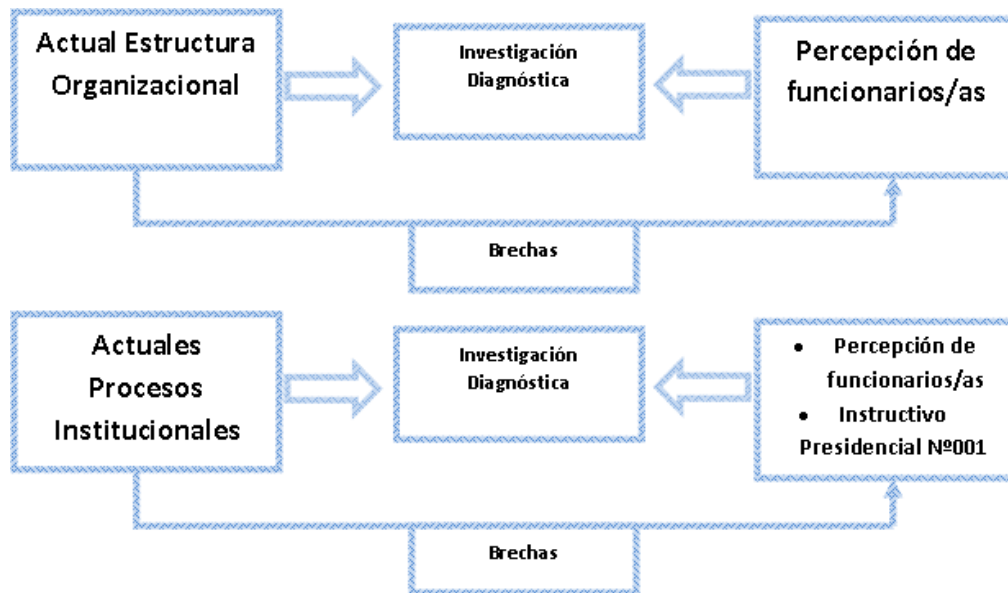 Actual Estructura
Organizacional
Investigación
Diagnóstica
Percepción de
funcionarios/as
Brechas
Actuales
Procesos
Institucionales
Investigación
Diagnóstica
• Percepción de
funcionarios/as
• Instructivo
Presidencial Nº001
Brechas